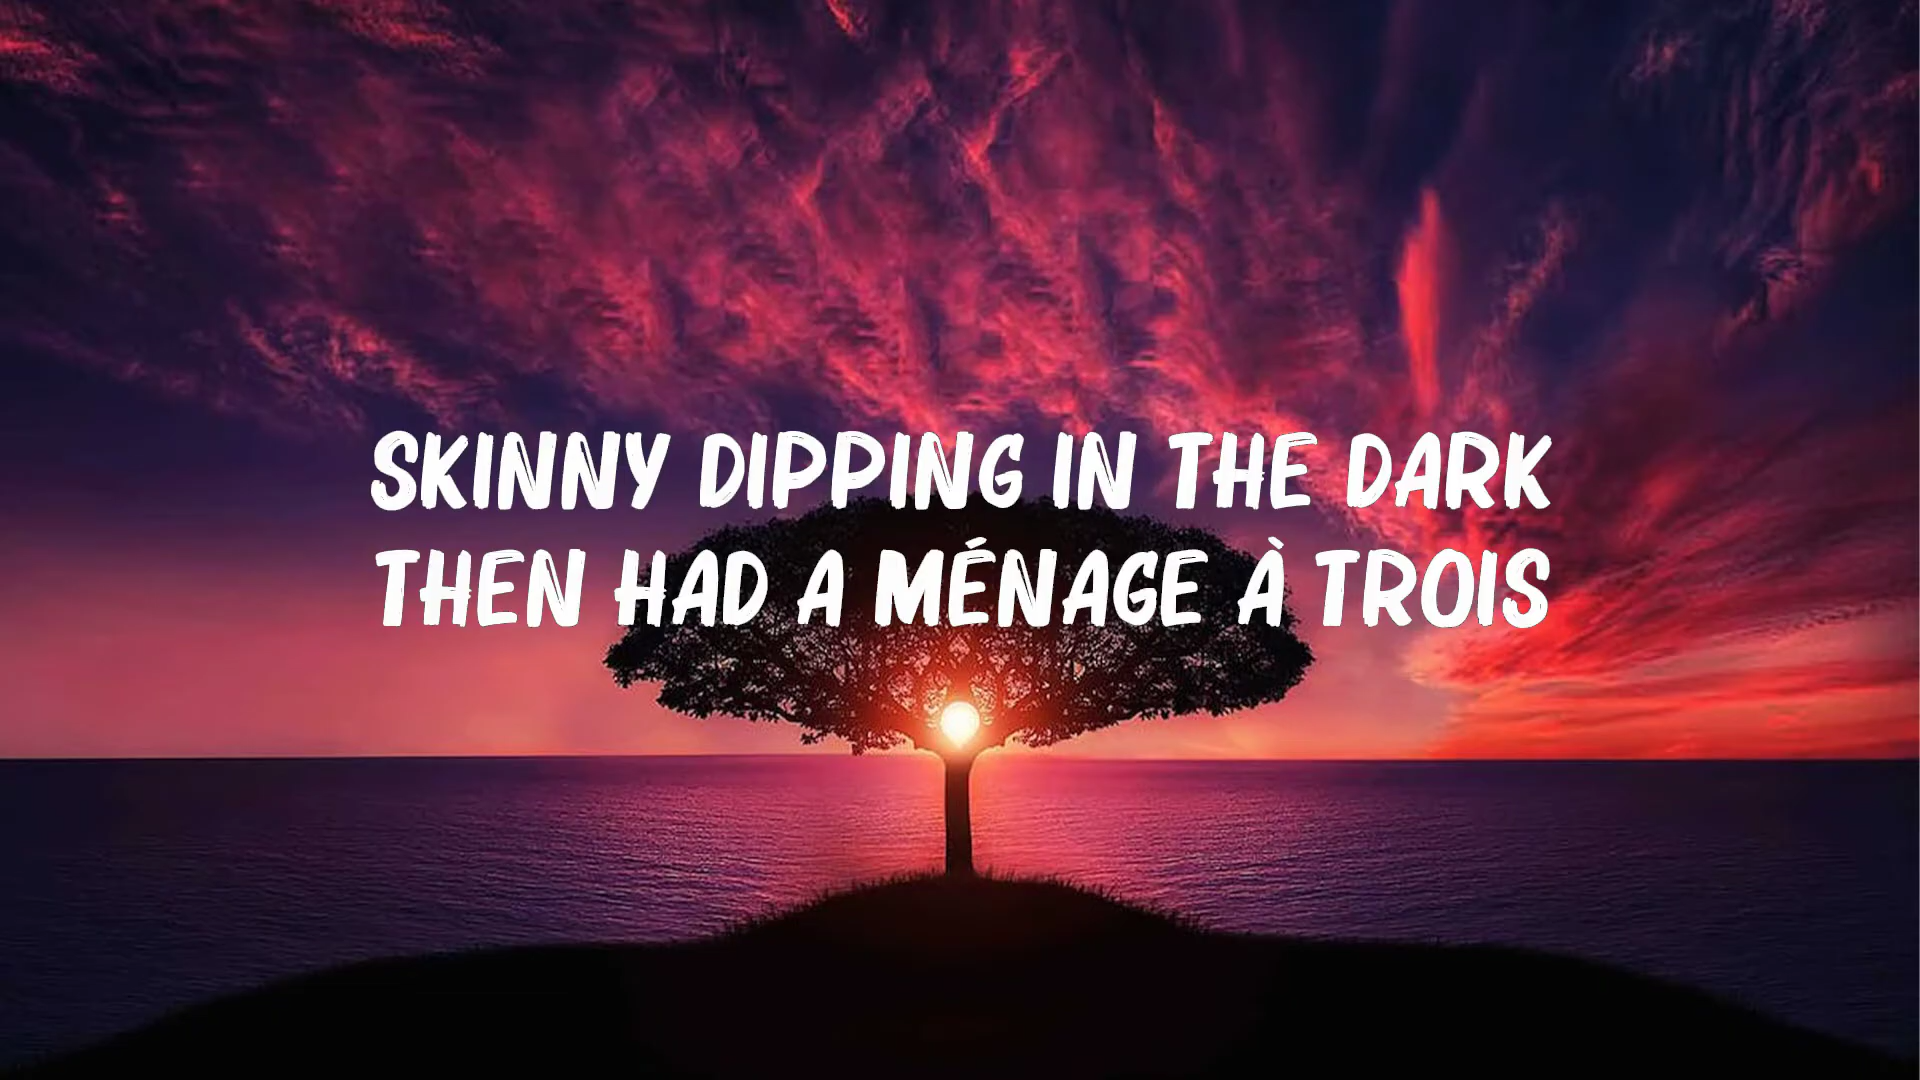 SKINNY DIPPING IN THE DARK
THEN HAD A MÉNAGE À TROIS